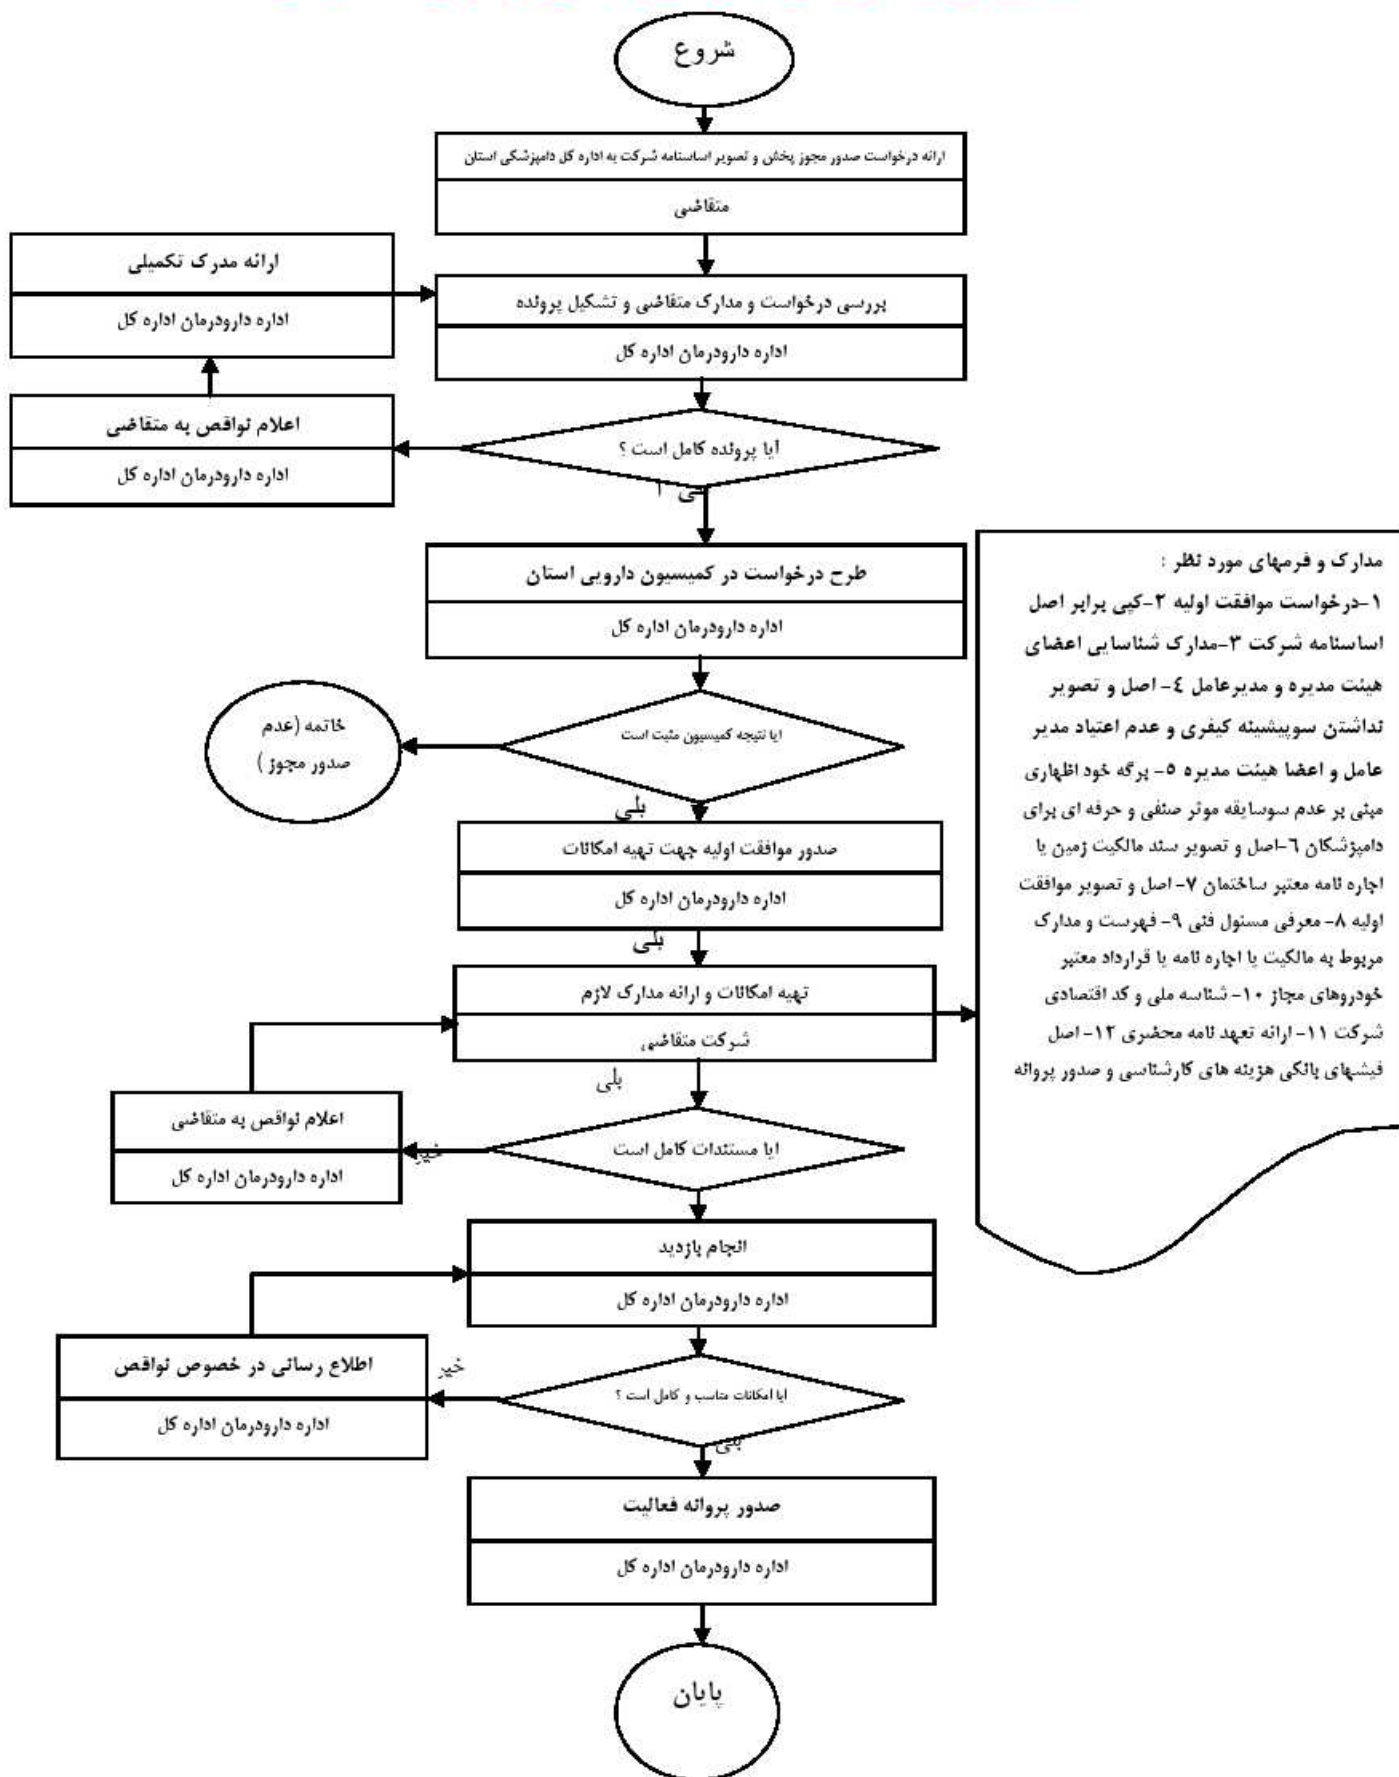 شروع
ارائه درخواست صدور مجوز پخش و تصویر اساسنامه شرکت به اداره کل دامپزشکی استان
متقاضی
ارائه مدرک تکمیلی
اداره دارودرمان اداره کل
بررسی درخواست و مدارک متقاضی و تشکیل پرونده
اداره دارودرمان اداره کل
اعلام نواقص به متقاضی
اداره دارودرمان اداره کل
آیا پرونده کامل است ؟
طرح درخواست در کمیسیون دارویی استان
اداره دارودرمان اداره کل
ایا نتیجه کمیسیون مثبت است
خاتمه (عدم
صدور مجوز )
بلی
صدور موافقت اولیه جهت تهیه امکانات
اداره دارودرمان اداره کل
بلی
تهیه امکانات و ارائه مدارک لازم
شرکت متقاضی
مدارک و فرمهای مورد نظر :
۱-درخواست موافقت اولیه ۲-کپی برابر اصل
اساسنامه شرکت ۳-مدارک شناسایی اعضای
هیئت مدیره و مدیرعامل ٤- اصل و تصویر
نداشتن سوپیشینه کیفری و عدم اعتیاد مدیر
عامل و اعضا هیئت مدیره ٥- برگه خود اظهاری
مبنی بر عدم سوسابقه موثر صنفی و حرفه ای برای
دامپزشکان ٦-اصل و تصویر سند مالکیت زمین یا
اجاره نامه معتبر ساختمان ۷- اصل و تصویر موافقت
اولیه ۸- معرفی مسئول فنی ۹- فهرست و مدارک
مربوط به مالکیت یا اجاره نامه یا قرارداد معتبر
خودروهای مجاز ۱۰- شناسه ملی و کد اقتصادی
شرکت ۱۱- ارائه تعهد نامه محضری ۱۲- اصل
فیشهای بانکی هزینه های کارشناسی و صدور پروانه
بلی
ایا مستندات کامل است
خیر
اعلام نواقص به متقاضی
اداره دارودرمان اداره کل
انجام بازدید
اداره دارودرمان اداره کل
ایا امکانات مناسب و کامل است ؟
خیر
اطلاع رسانی در خصوص نواقص
اداره دارودرمان اداره کل
بلی
صدور پروانه فعالیت
اداره دارودرمان اداره کل
پایان